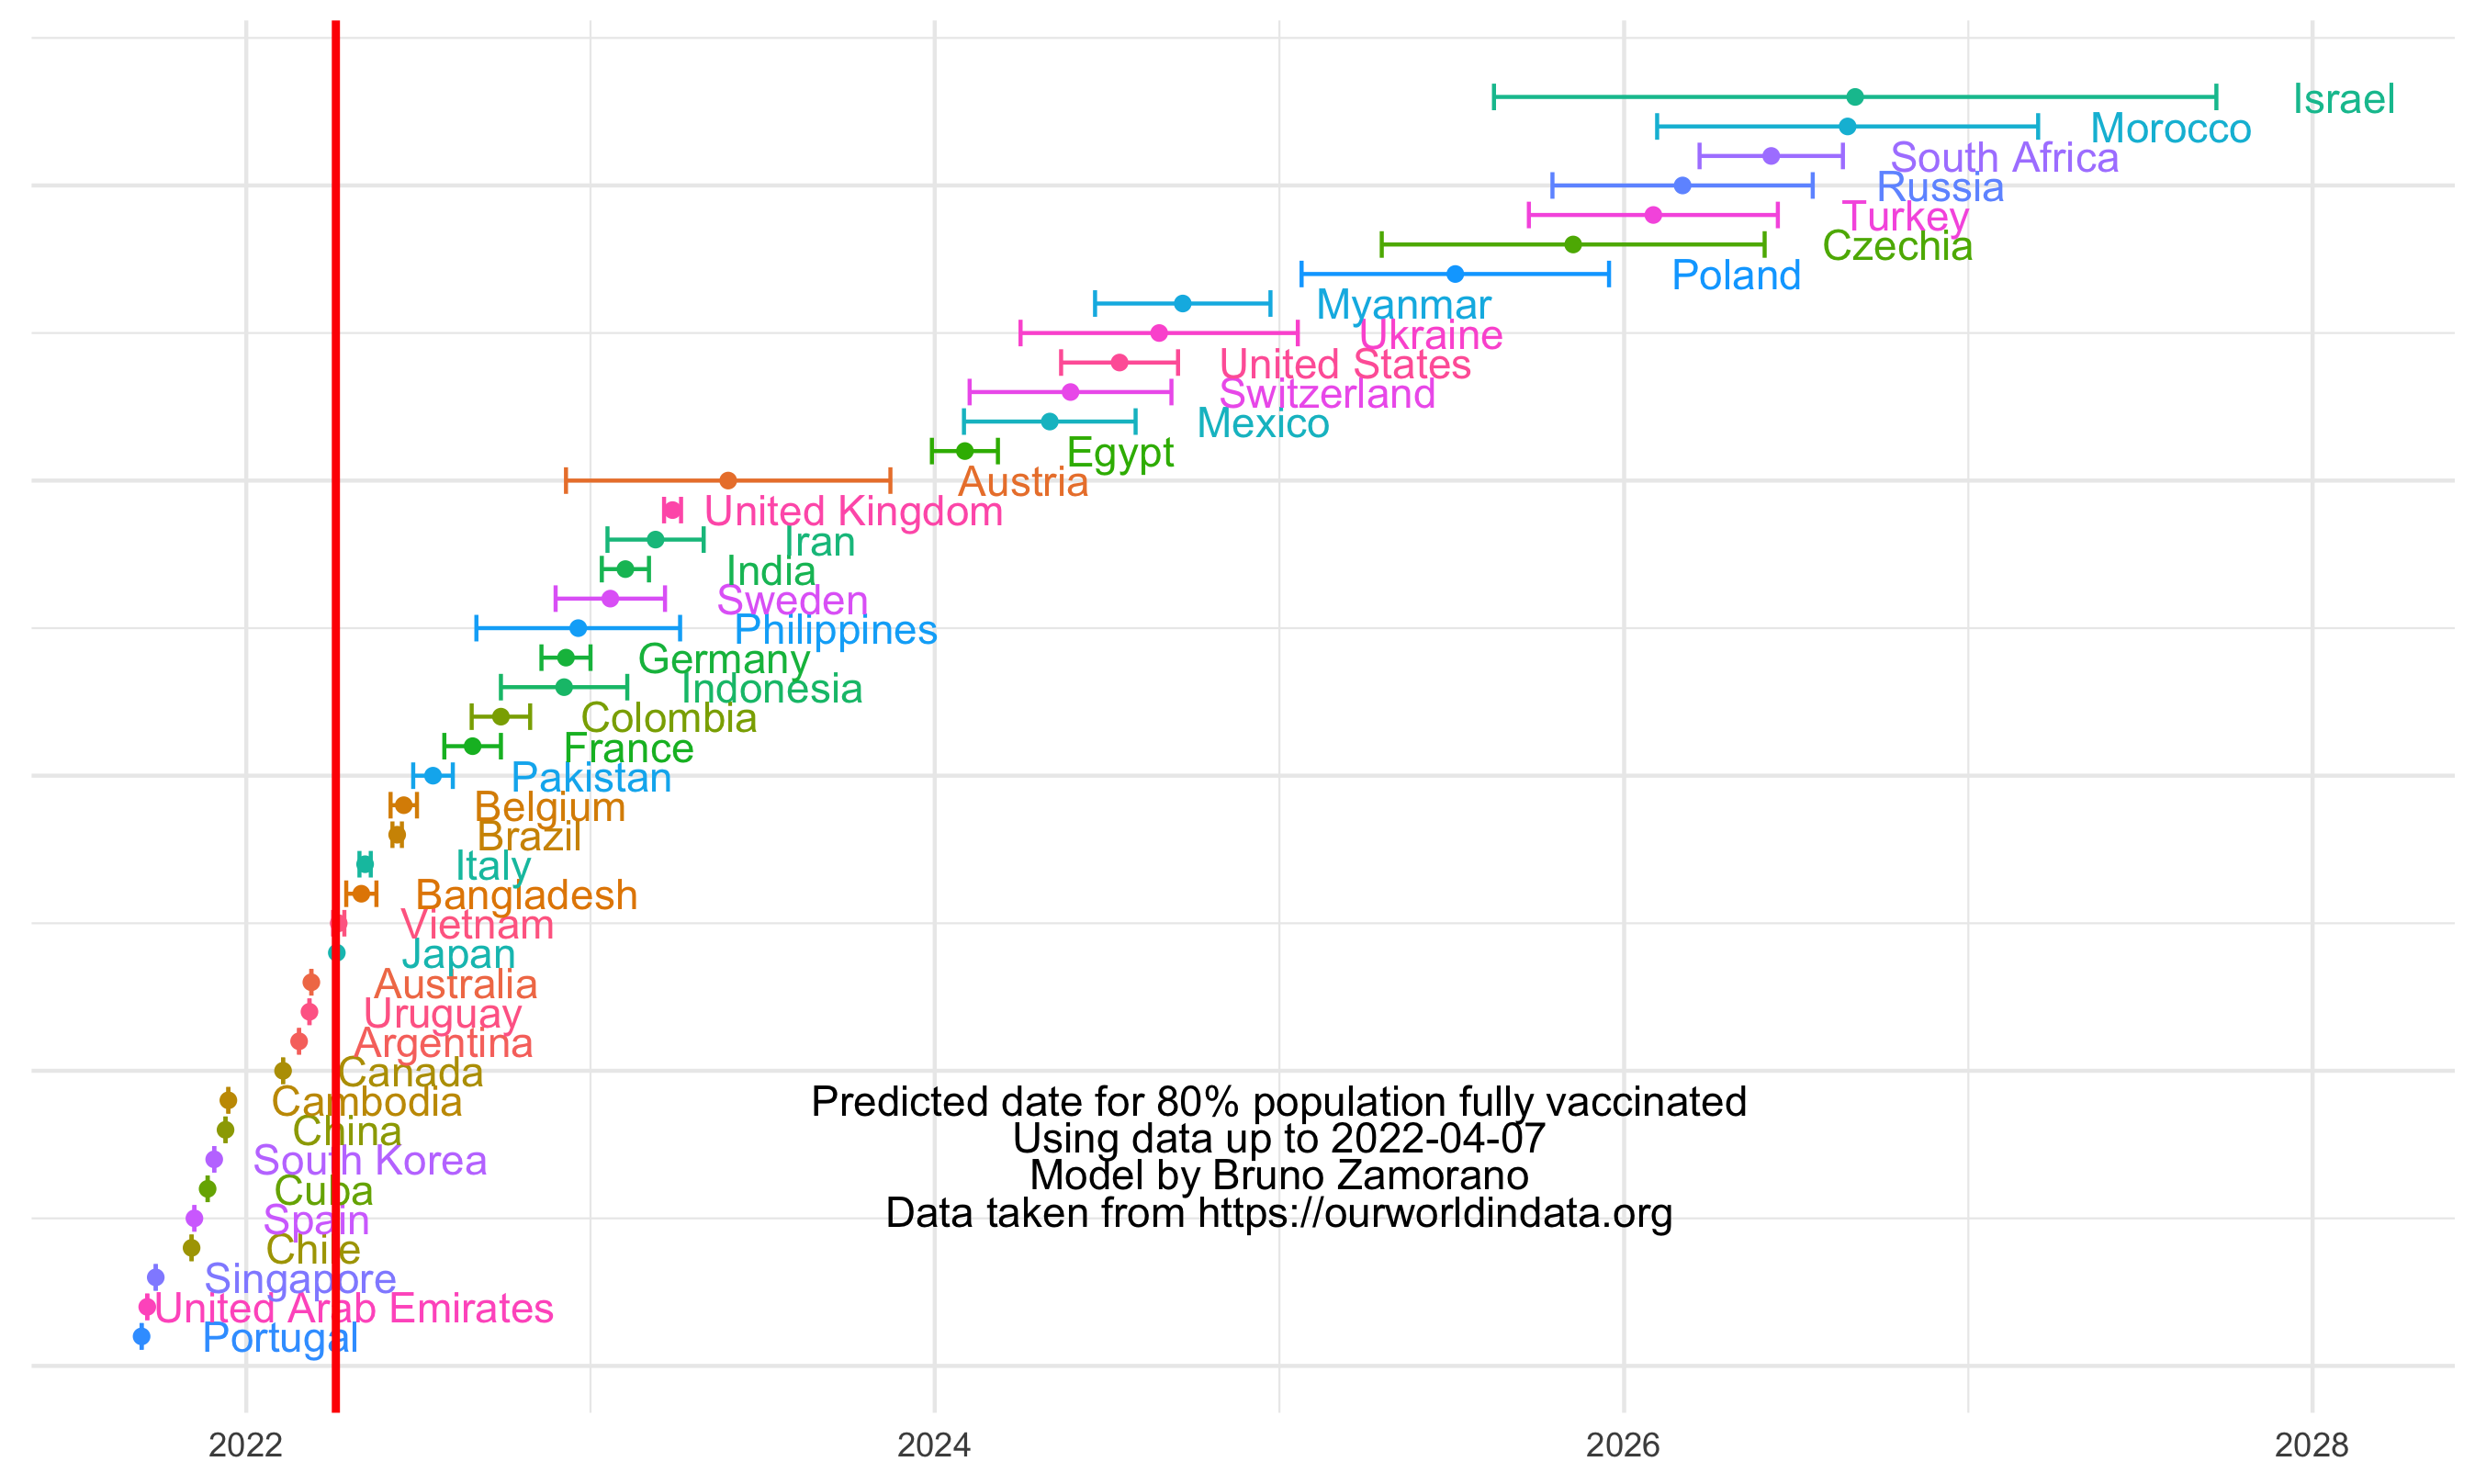 Israel
Morocco
South Africa
Russia
Turkey
Czechia
Poland
Myanmar
Ukraine
United States
Switzerland
Mexico
Egypt
Austria
United Kingdom
Iran
India
Sweden
Philippines
Germany
Indonesia
Colombia
France
Pakistan
Belgium
Brazil
Italy
Bangladesh
Vietnam
Japan
Australia
Uruguay
Argentina
Canada
Cambodia
China
South Korea
Cuba
Spain
Chile
Singapore
United Arab Emirates
Portugal
Predicted date for 80% population fully vaccinated
Using data up to 2022-04-07
Model by Bruno Zamorano
Data taken from https://ourworldindata.org
2022 2024 2026 2028